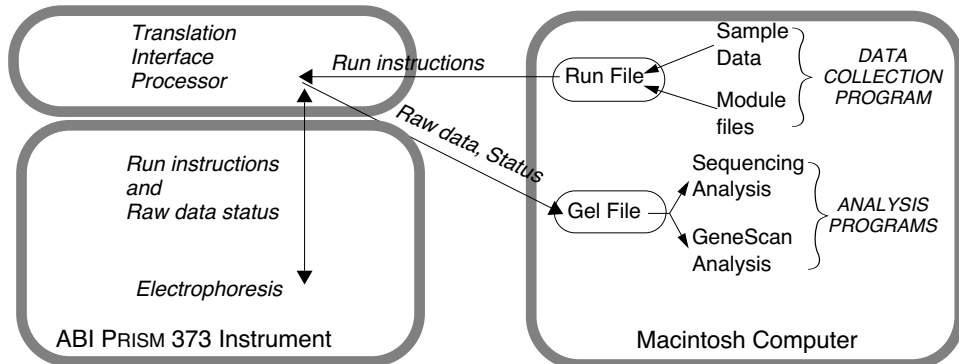 Translation
Interface
Processor
Run instructions
Raw data, Status
Run instructions
and
Raw data status
Electrophoresis
ABI PRISM 373 Instrument
Run File
Sample
Data
Module
files
DATA
COLLECTION
PROGRAM
Gel File
Sequencing
Analysis
GeneScan
Analysis
ANALYSIS
PROGRAMS
Macintosh Computer